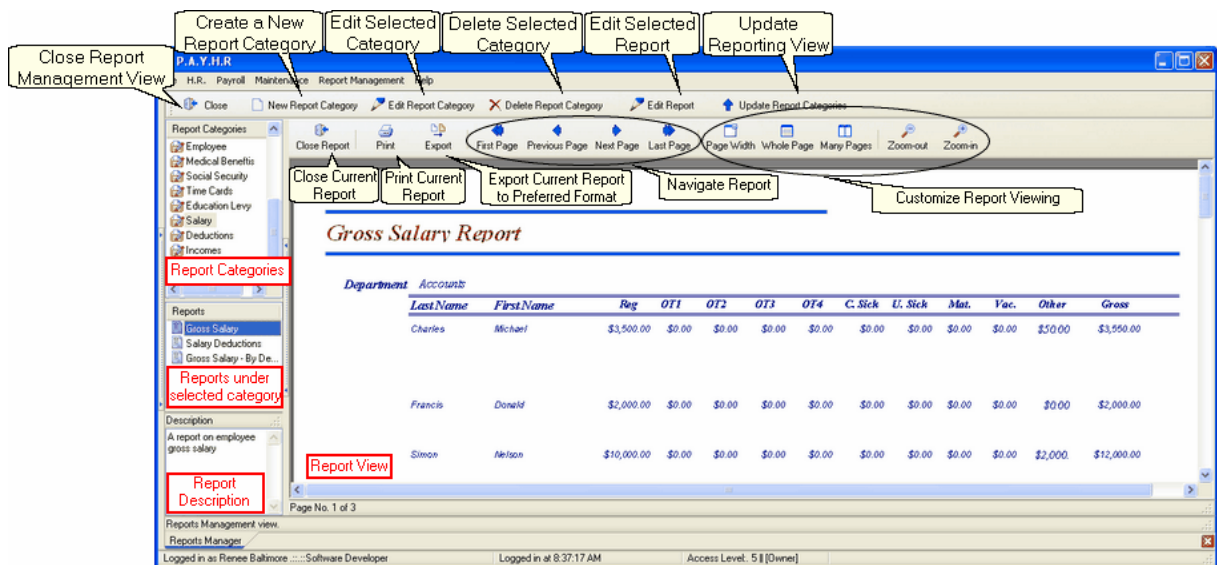 Create a New
Report Category
Edit Selected
Category
Delete Selected
Category
Edit Selected
Report
Update
Reporting View
Close Report
Management View
P.A.Y.H.R
H.R. Payroll Maintenance Report Management Help
Close New Report Category Edit Report Category Delete Report Category Edit Report Update Report Categories
Report Categories
Employee
Medical Beneftis
Social Security
Time Cards
Education Levy
Salary
Deductions
Incomes
Report Categories
Close Report Print Export First Page Previous Page Next Page Last Page Page Width Whole Page Many Pages Zoom-out Zoom-in
Close Current
Report
Print Current
Report
Export Current Report
to Preferred Format
Navigate Report
Customize Report Viewing
Gross Salary Report
Department Accounts
Last Name First Name Reg OT1 OT2 OT3 OT4 C. Sick U. Sick Mat. Vac. Other Gross
Charles Michael $3,500.00 $0.00 $0.00 $0.00 $0.00 $0.00 $0.00 $0.00 $0.00 $50.00 $3,550.00
Francis Donald $2,000.00 $0.00 $0.00 $0.00 $0.00 $0.00 $0.00 $0.00 $0.00 $0.00 $2,000.00
Simon Nelson $10,000.00 $0.00 $0.00 $0.00 $0.00 $0.00 $0.00 $0.00 $0.00 $2,000. $12,000.00
Reports
Gross Salary
Salary Deductions
Gross Salary - By De...
Reports under
selected category
Description
A report on employee
gross salary
Report
Description
Report View
Page No. 1 of 3
Reports Management view.
Reports Manager
Logged in as Renee Baltimore .::.::Software Developer Logged in at 8:37:17 AM Access Level:. 5 || [Owner]